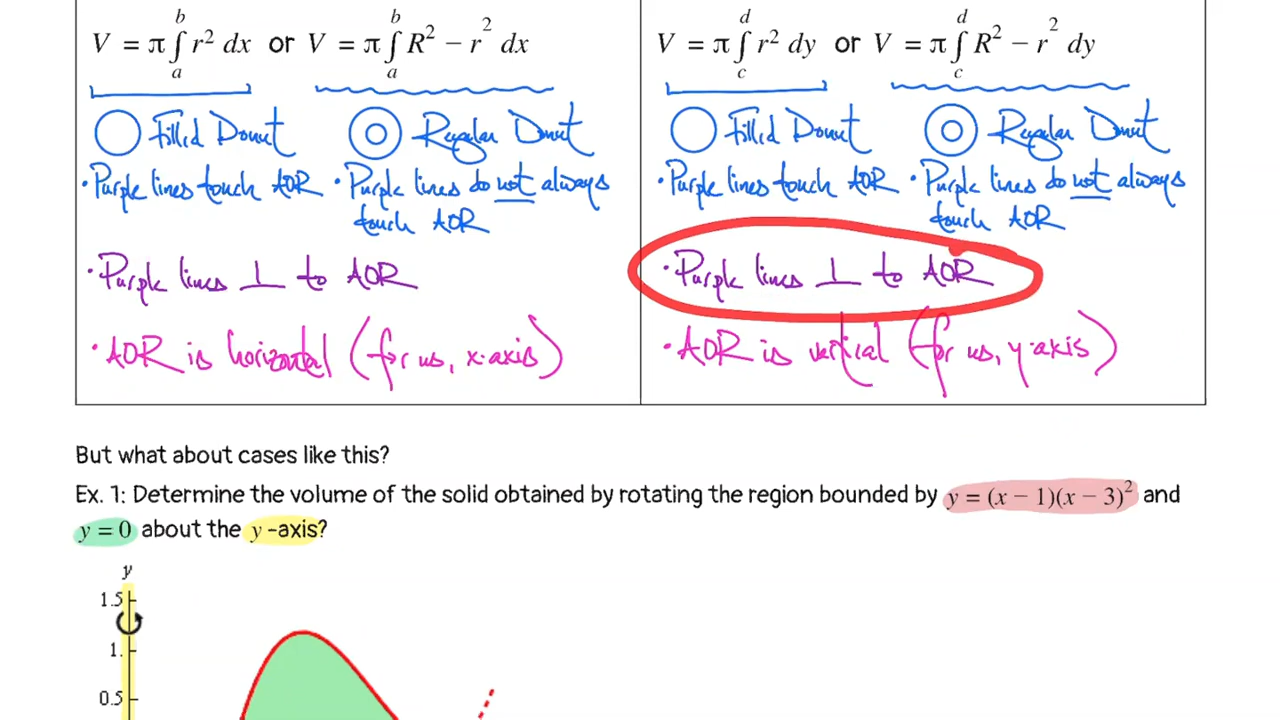 V = π ∫ₐᵇ r² dx or V = π ∫ₐᵇ R² − r² dx
Filled Donut
Regular Donut
• Purple lines touch AOR
• Purple lines do not always
touch AOR
• Purple lines ⊥ to AOR
• AOR is horizontal (for us, x-axis)
V = π ∫_c^d r² dy or V = π ∫_c^d R² − r² dy
Filled Donut
Regular Donut
• Purple lines touch AOR
• Purple lines do not always
touch AOR
• Purple lines ⊥ to AOR
• AOR is vertical (for us, y-axis)
But what about cases like this?
Ex. 1: Determine the volume of the solid obtained by rotating the region bounded by y = (x − 1)(x − 3)² and
y = 0 about the y -axis?
y
1.5
1.
0.5